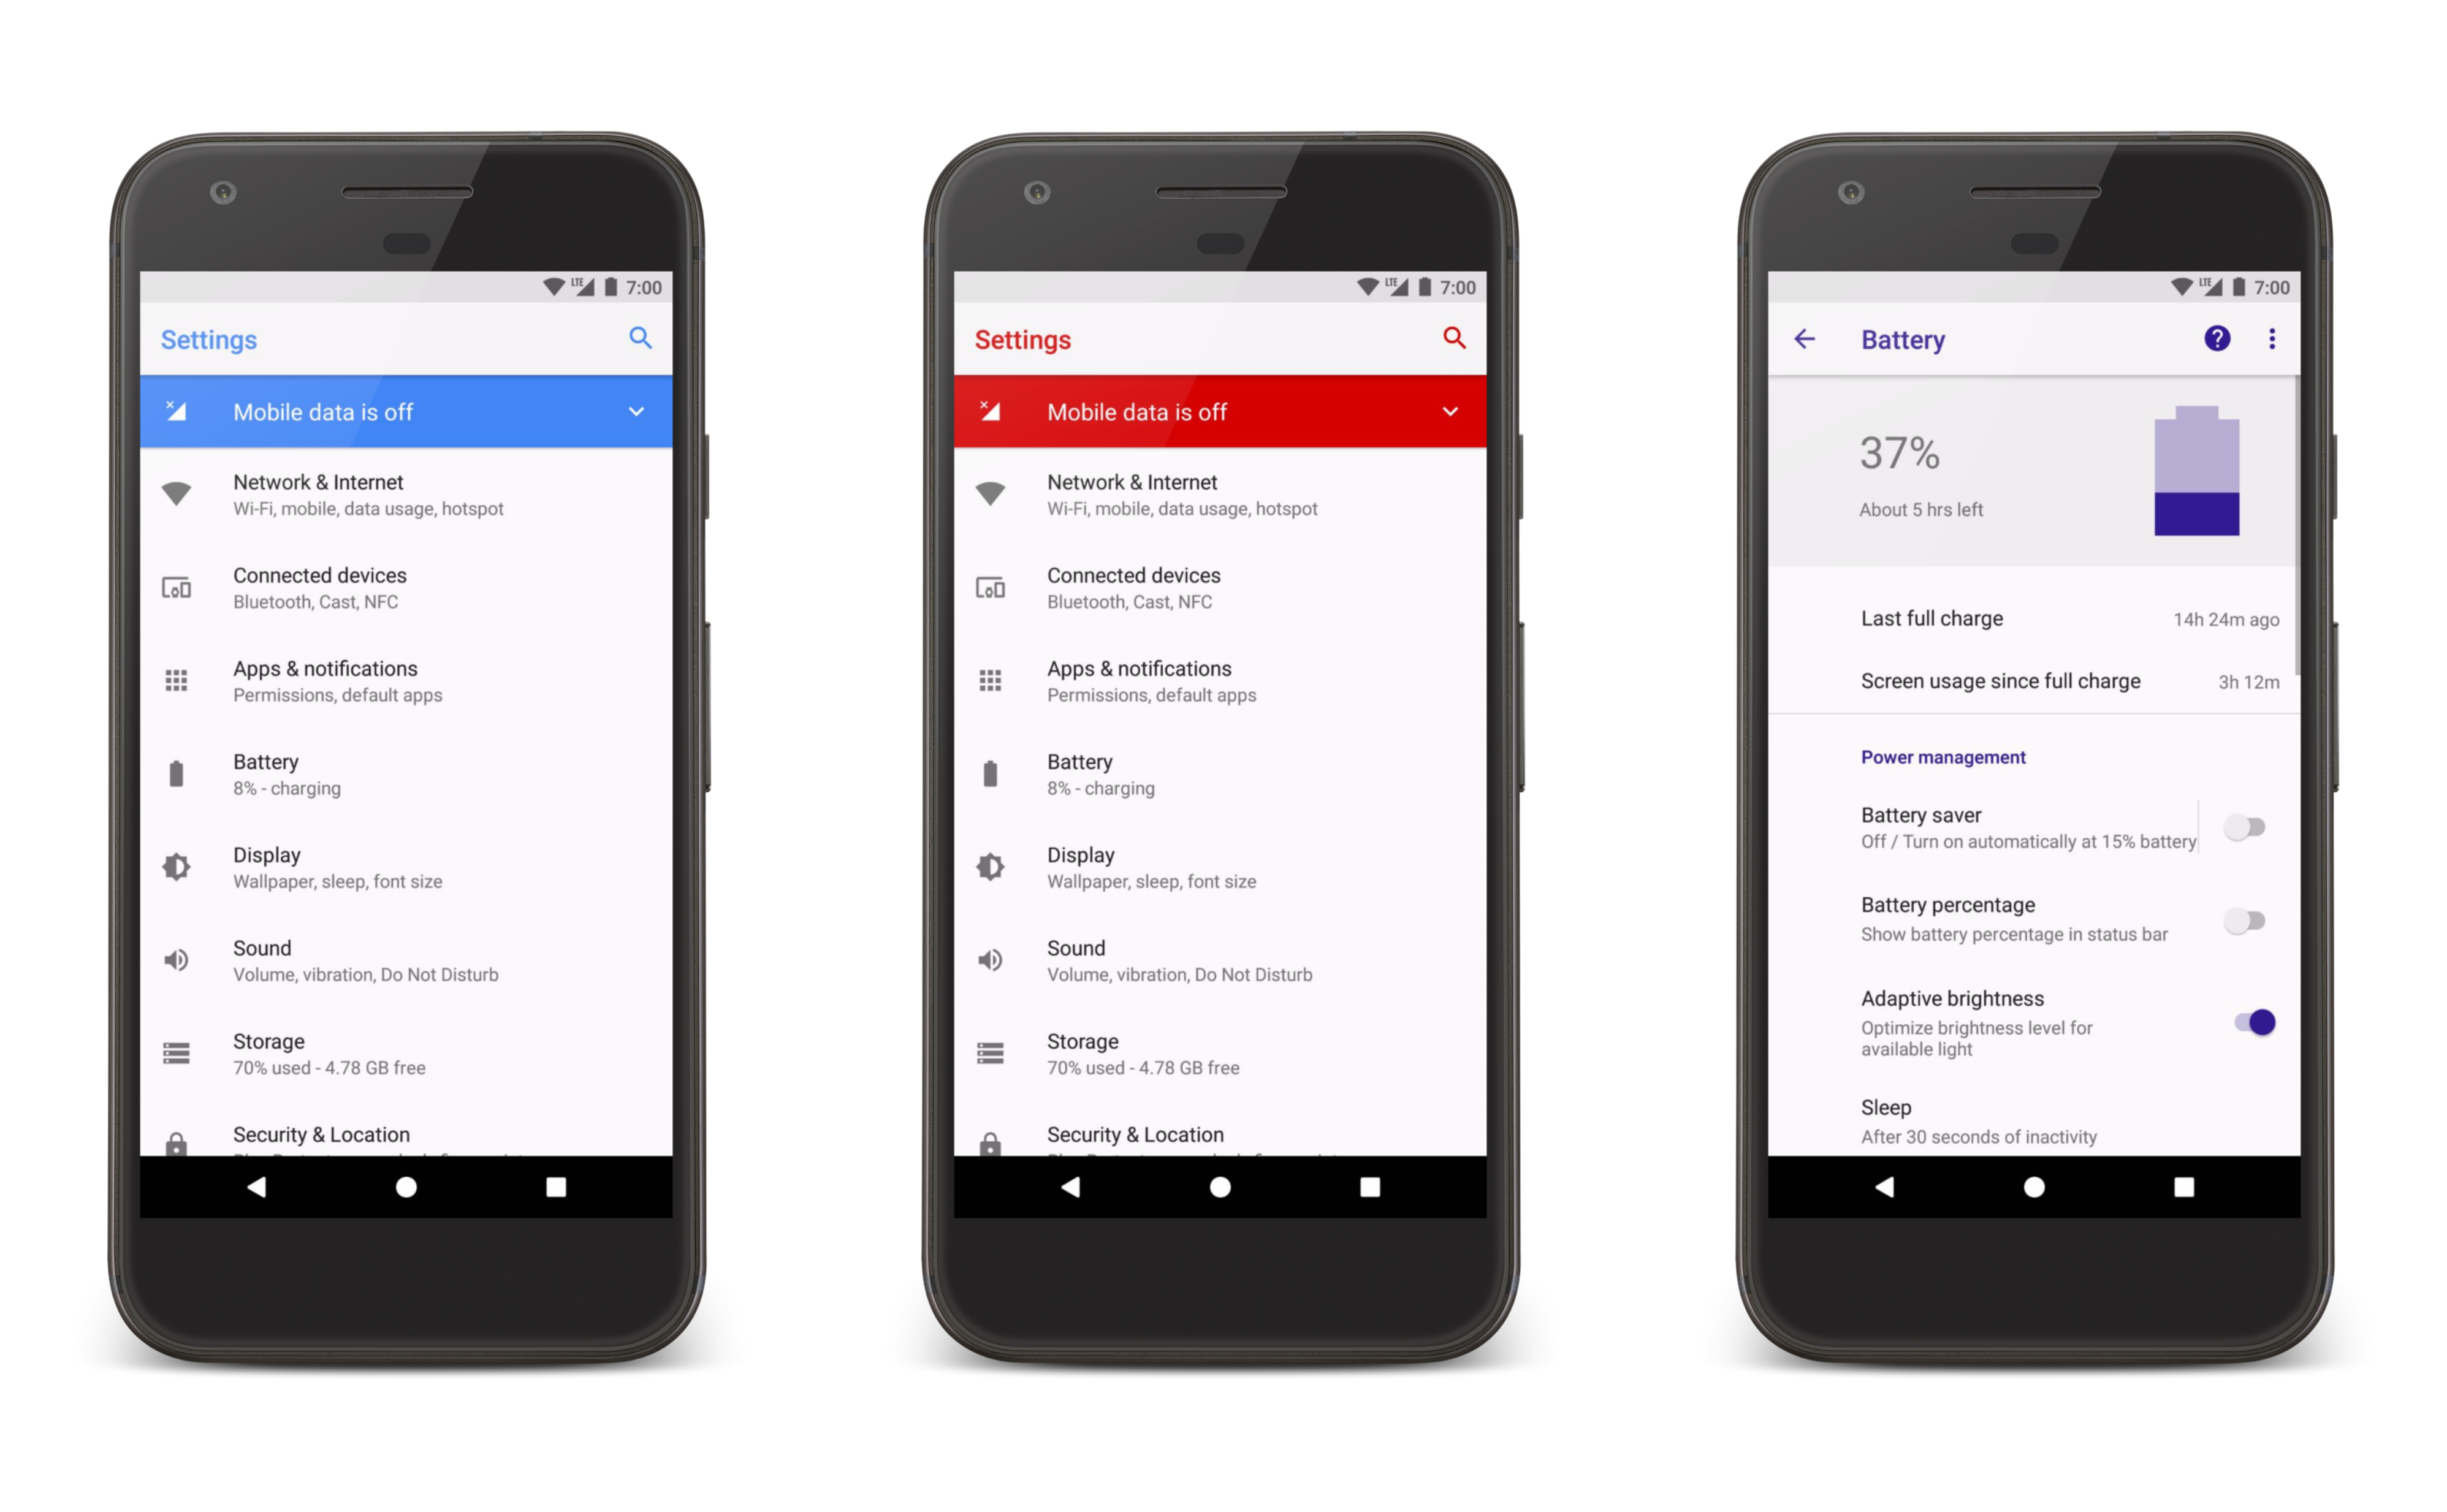 LTE 7:00
Settings
Mobile data is off
Network & Internet
Wi-Fi, mobile, data usage, hotspot
Connected devices
Bluetooth, Cast, NFC
Apps & notifications
Permissions, default apps
Battery
8% - charging
Display
Wallpaper, sleep, font size
Sound
Volume, vibration, Do Not Disturb
Storage
70% used - 4.78 GB free
Security & Location
LTE 7:00
Settings
Mobile data is off
Network & Internet
Wi-Fi, mobile, data usage, hotspot
Connected devices
Bluetooth, Cast, NFC
Apps & notifications
Permissions, default apps
Battery
8% - charging
Display
Wallpaper, sleep, font size
Sound
Volume, vibration, Do Not Disturb
Storage
70% used - 4.78 GB free
Security & Location
LTE 7:00
Battery
37%
About 5 hrs left
Last full charge 14h 24m ago
Screen usage since full charge 3h 12m
Power management
Battery saver
Off / Turn on automatically at 15% battery
Battery percentage
Show battery percentage in status bar
Adaptive brightness
Optimize brightness level for
available light
Sleep
After 30 seconds of inactivity